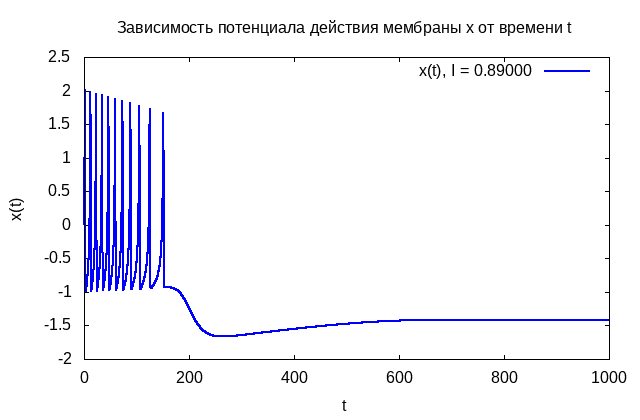 Зависимость потенциала действия мембраны x от времени t
x(t), I = 0.89000
2.5
2
1.5
1
0.5
0
-0.5
-1
-1.5
-2
x(t)
0 200 400 600 800 1000
t